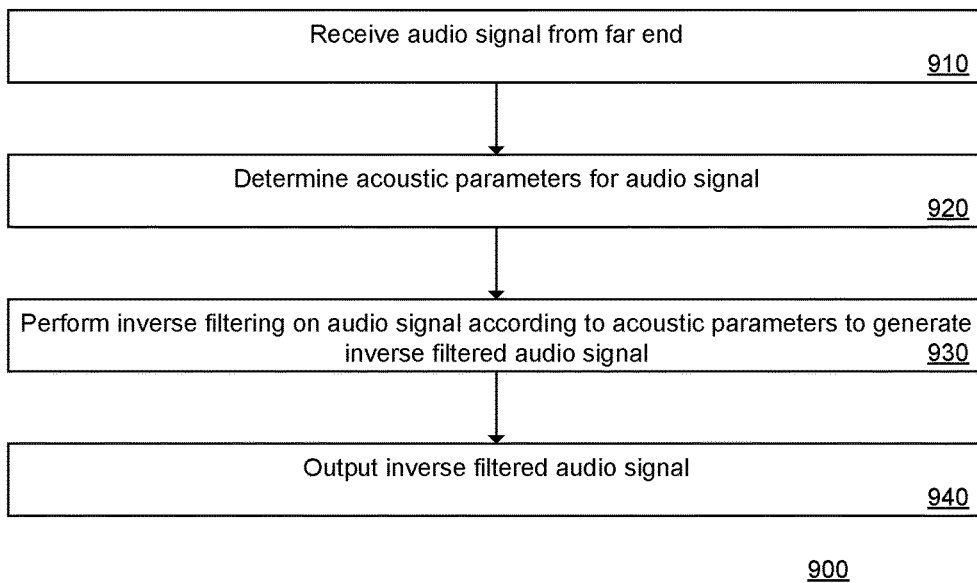 Receive audio signal from far end
910
Determine acoustic parameters for audio signal
920
Perform inverse filtering on audio signal according to acoustic parameters to generate
inverse filtered audio signal
930
Output inverse filtered audio signal
940
900